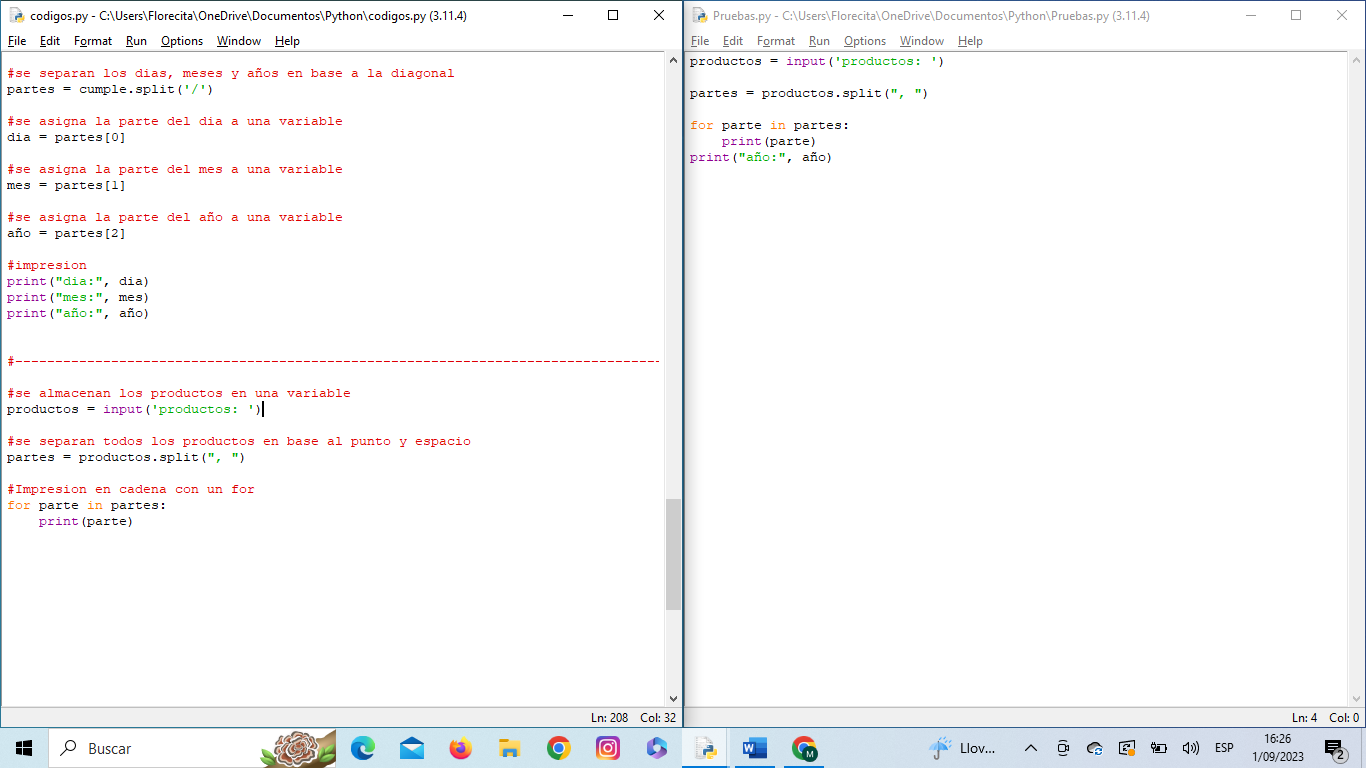 codigos.py - C:\Users\Florecita\OneDrive\Documentos\Python\codigos.py (3.11.4)
File Edit Format Run Options Window Help
#se separan los dias, meses y años en base a la diagonal
partes = cumple.split('/')
#se asigna la parte del dia a una variable
dia = partes[0]
#se asigna la parte del mes a una variable
mes = partes[1]
#se asigna la parte del año a una variable
año = partes[2]
#impresion
print("dia:", dia)
print("mes:", mes)
print("año:", año)
#---------------------------------------------------------------------------------
#se almacenan los productos en una variable
productos = input('productos: ')
#se separan todos los productos en base al punto y espacio
partes = productos.split(", ")
#Impresion en cadena con un for
for parte in partes:
    print(parte)
Ln: 208 Col: 32
Pruebas.py - C:\Users\Florecita\OneDrive\Documentos\Python\Pruebas.py (3.11.4)
File Edit Format Run Options Window Help
productos = input('productos: ')
partes = productos.split(", ")
for parte in partes:
    print(parte)
print("año:", año)
Ln: 4 Col: 0
Buscar
M
Llov...
ESP
16:26
1/09/2023
2